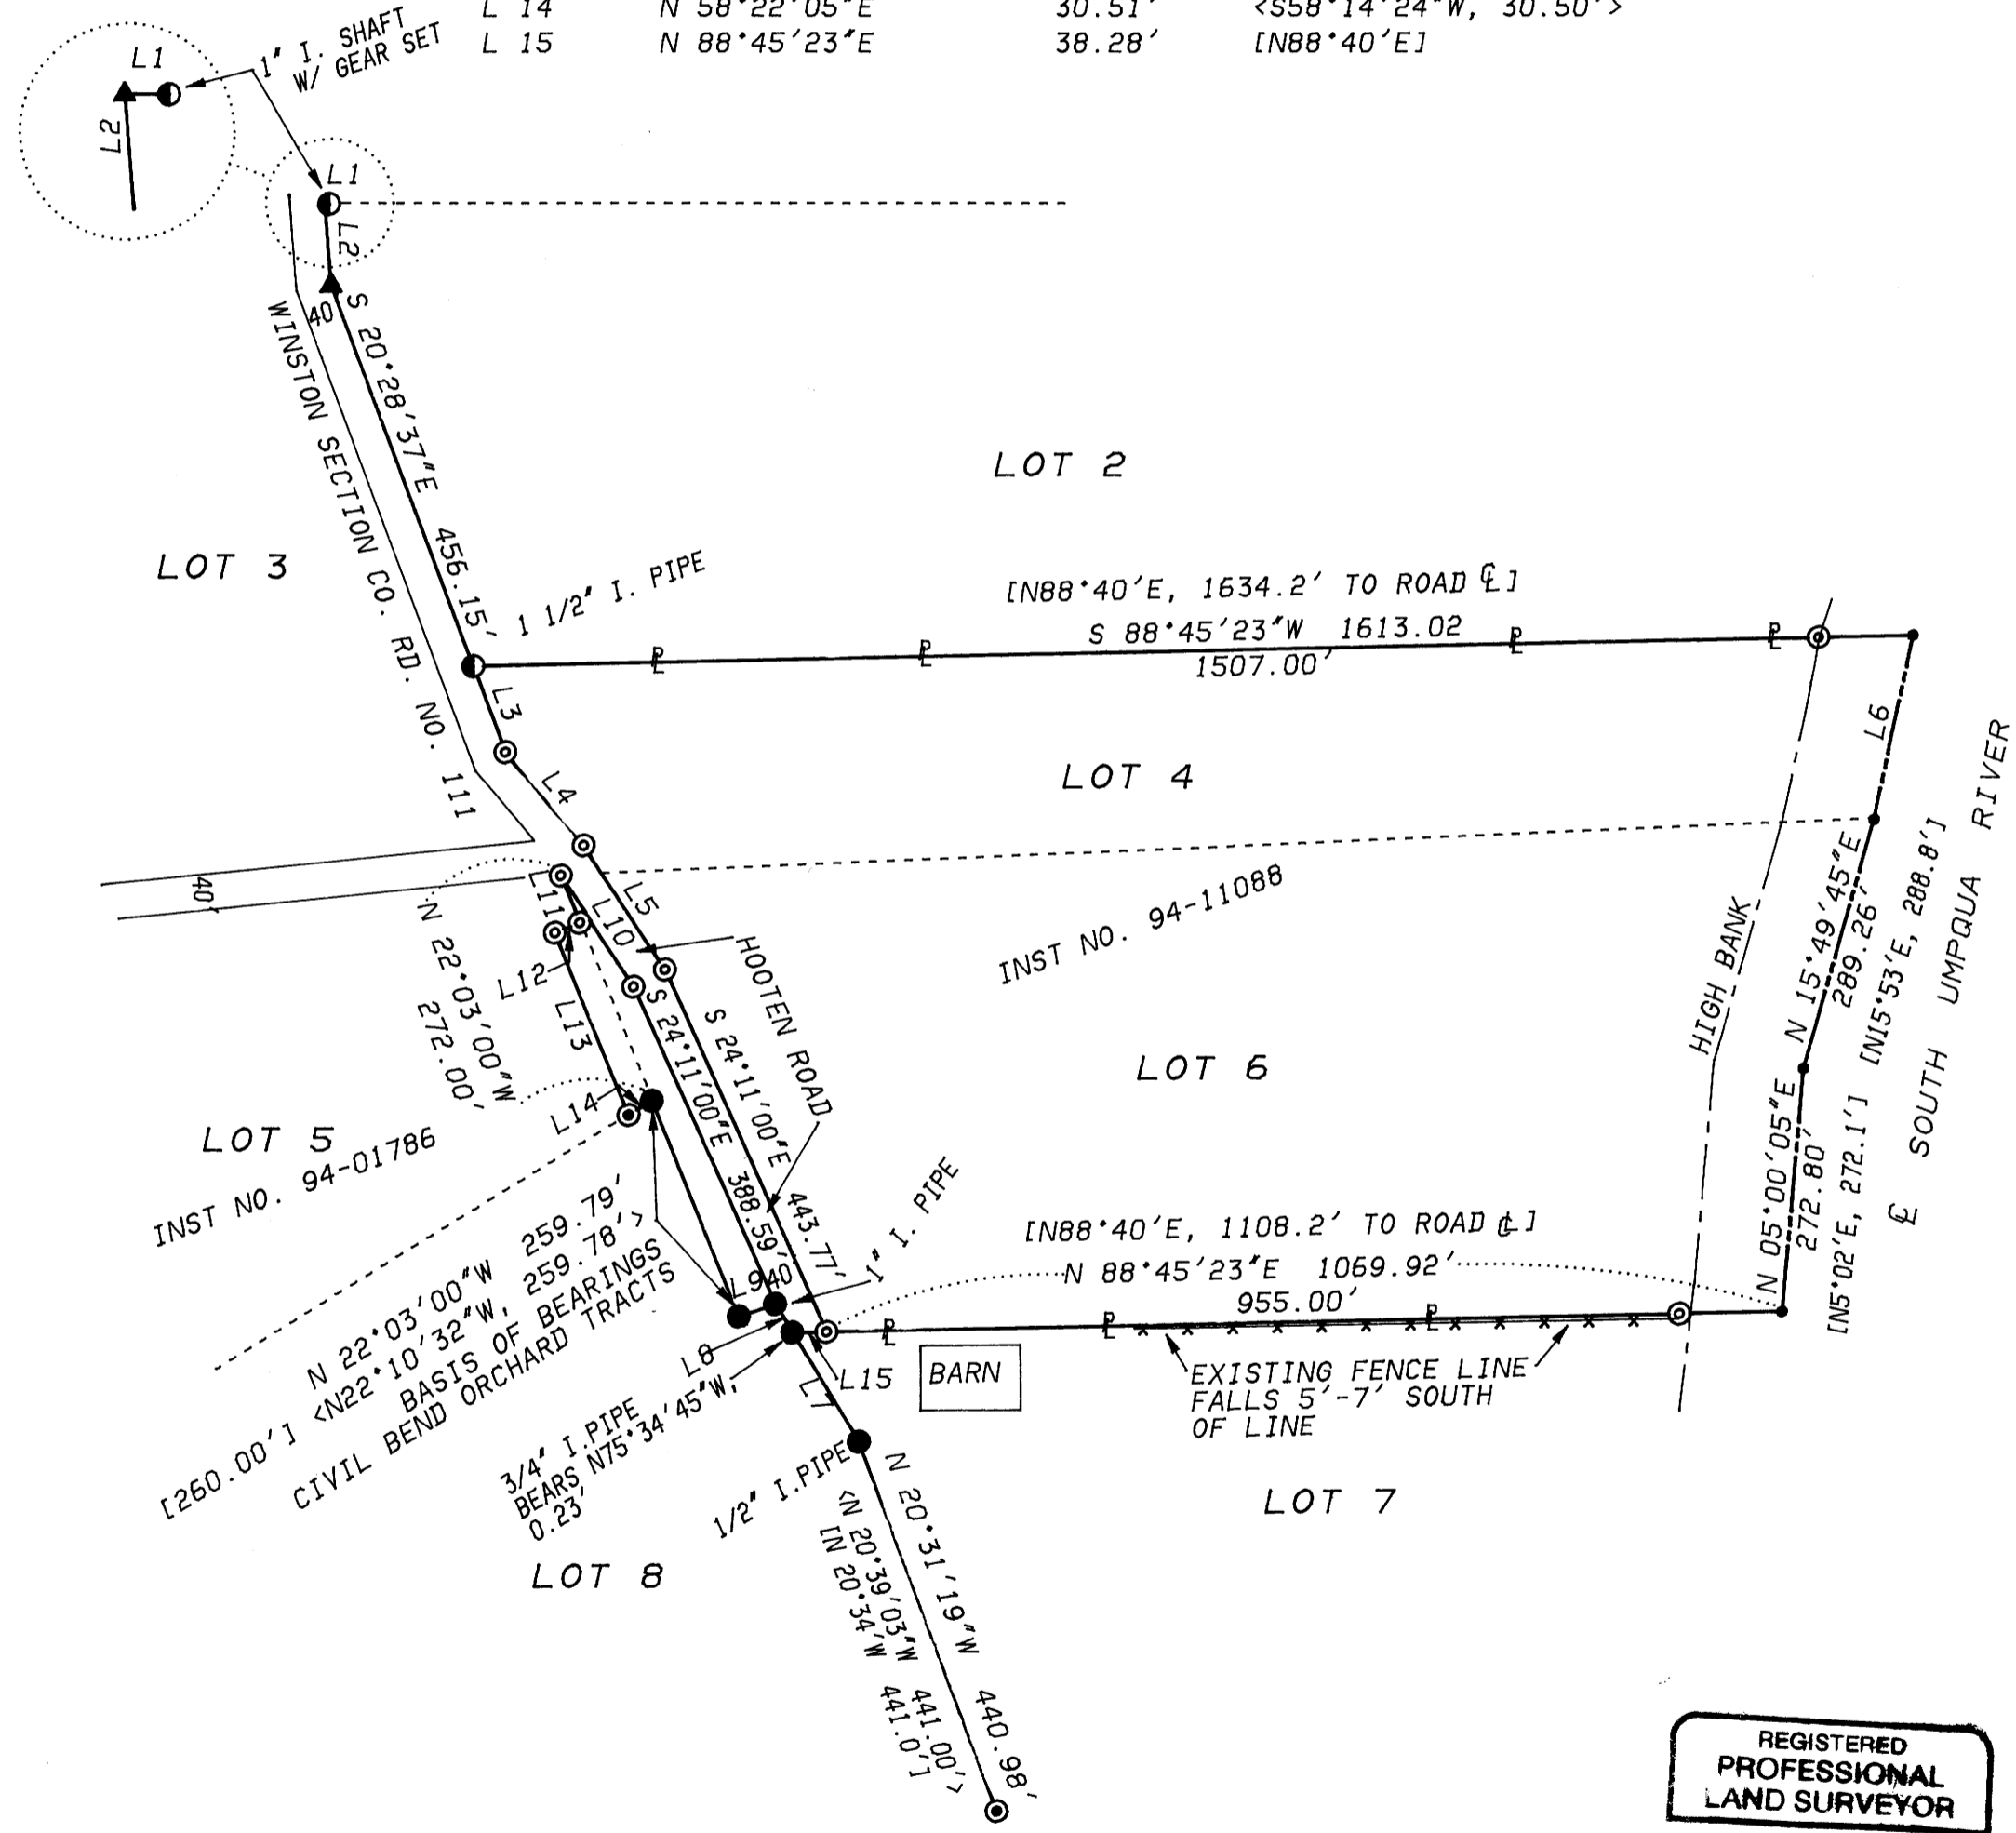 L 14 N 58°22'05"E 30.51' <S58°14'24"W, 30.50'>
L 15 N 88°45'23"E 38.28' [N88°40'E]
1" I. SHAFT
W/ GEAR SET
L1
L2
L1
L2
40
S 20°28'37"E 456.15'
WINSTON SECTION CO. RD. NO. 111
LOT 2
LOT 3
1 1/2" I. PIPE
[N88°40'E, 1634.2' TO ROAD ℄]
S 88°45'23"W 1613.02
1507.00'
L3
L4
L6
LOT 4
40'
L11
L10
L5
L12
L13
L14
N 22°03'00"W
272.00'
HOOTEN ROAD
INST NO. 94-11088
HIGH BANK
N 15°49'45"E
289.26'
[N15°53'E, 288.8']
℄ SOUTH UMPQUA RIVER
LOT 6
S 24°11'00"E 388.59'
S 24°11'00"E 443.77'
LOT 5
INST NO. 94-01786
N 05°00'05"E
272.80'
[N5°02'E, 272.1']
N 22°03'00"W 259.79'
[260.00'] <N22°10'32"W, 259.78'>
BASIS OF BEARINGS
CIVIL BEND ORCHARD TRACTS
L9
40'
1" I. PIPE
[N88°40'E, 1108.2' TO ROAD ℄]
N 88°45'23"E 1069.92'
955.00'
L8
L7
L15
BARN
EXISTING FENCE LINE
FALLS 5'-7' SOUTH
OF LINE
3/4" I.PIPE
BEARS N75°34'45"W,
0.23'
1/2" I.PIPE
LOT 7
LOT 8
N 20°31'19"W 440.98'
<N 20°39'03"W 441.00'>
[N 20°34'W 441.0']
REGISTERED
PROFESSIONAL
LAND SURVEYOR